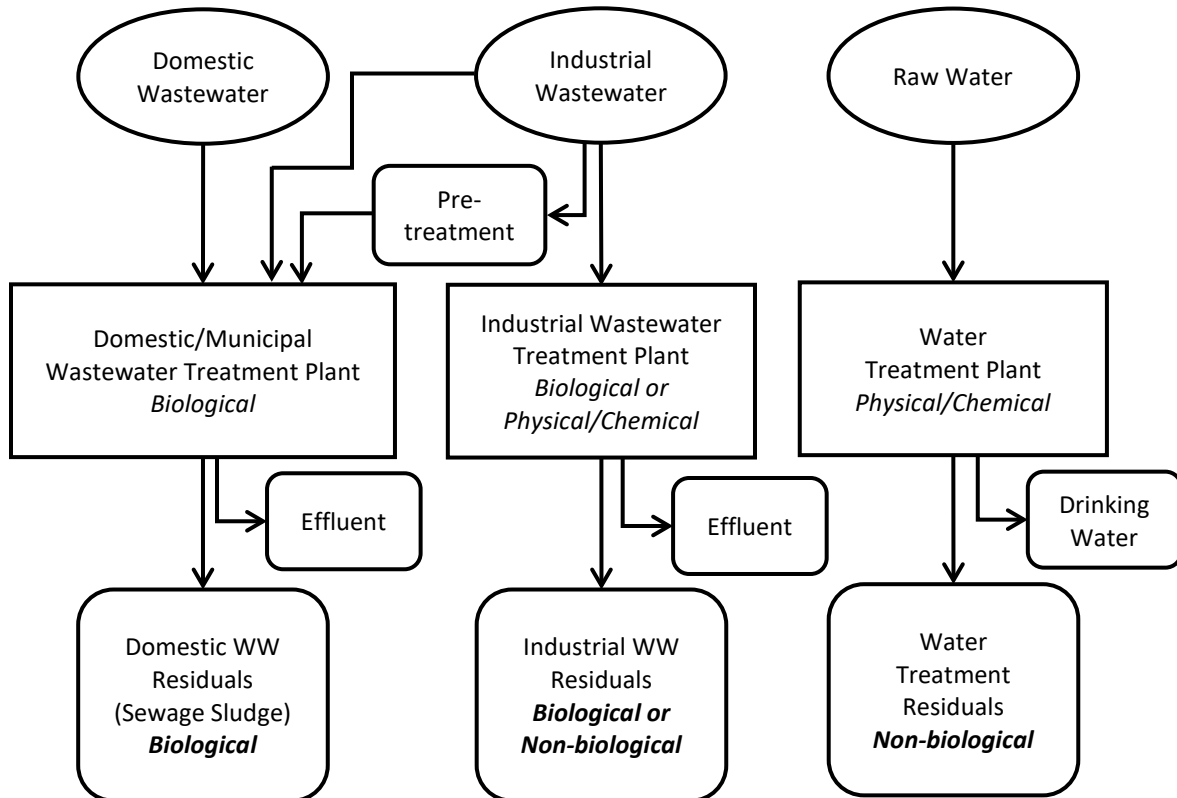 Domestic
Wastewater
Industrial
Wastewater
Raw Water
Pre-
treatment
Domestic/Municipal
Wastewater Treatment Plant
Biological
Industrial Wastewater
Treatment Plant
Biological or
Physical/Chemical
Water
Treatment Plant
Physical/Chemical
Effluent
Effluent
Drinking
Water
Domestic WW
Residuals
(Sewage Sludge)
Biological
Industrial WW
Residuals
Biological or
Non-biological
Water
Treatment
Residuals
Non-biological